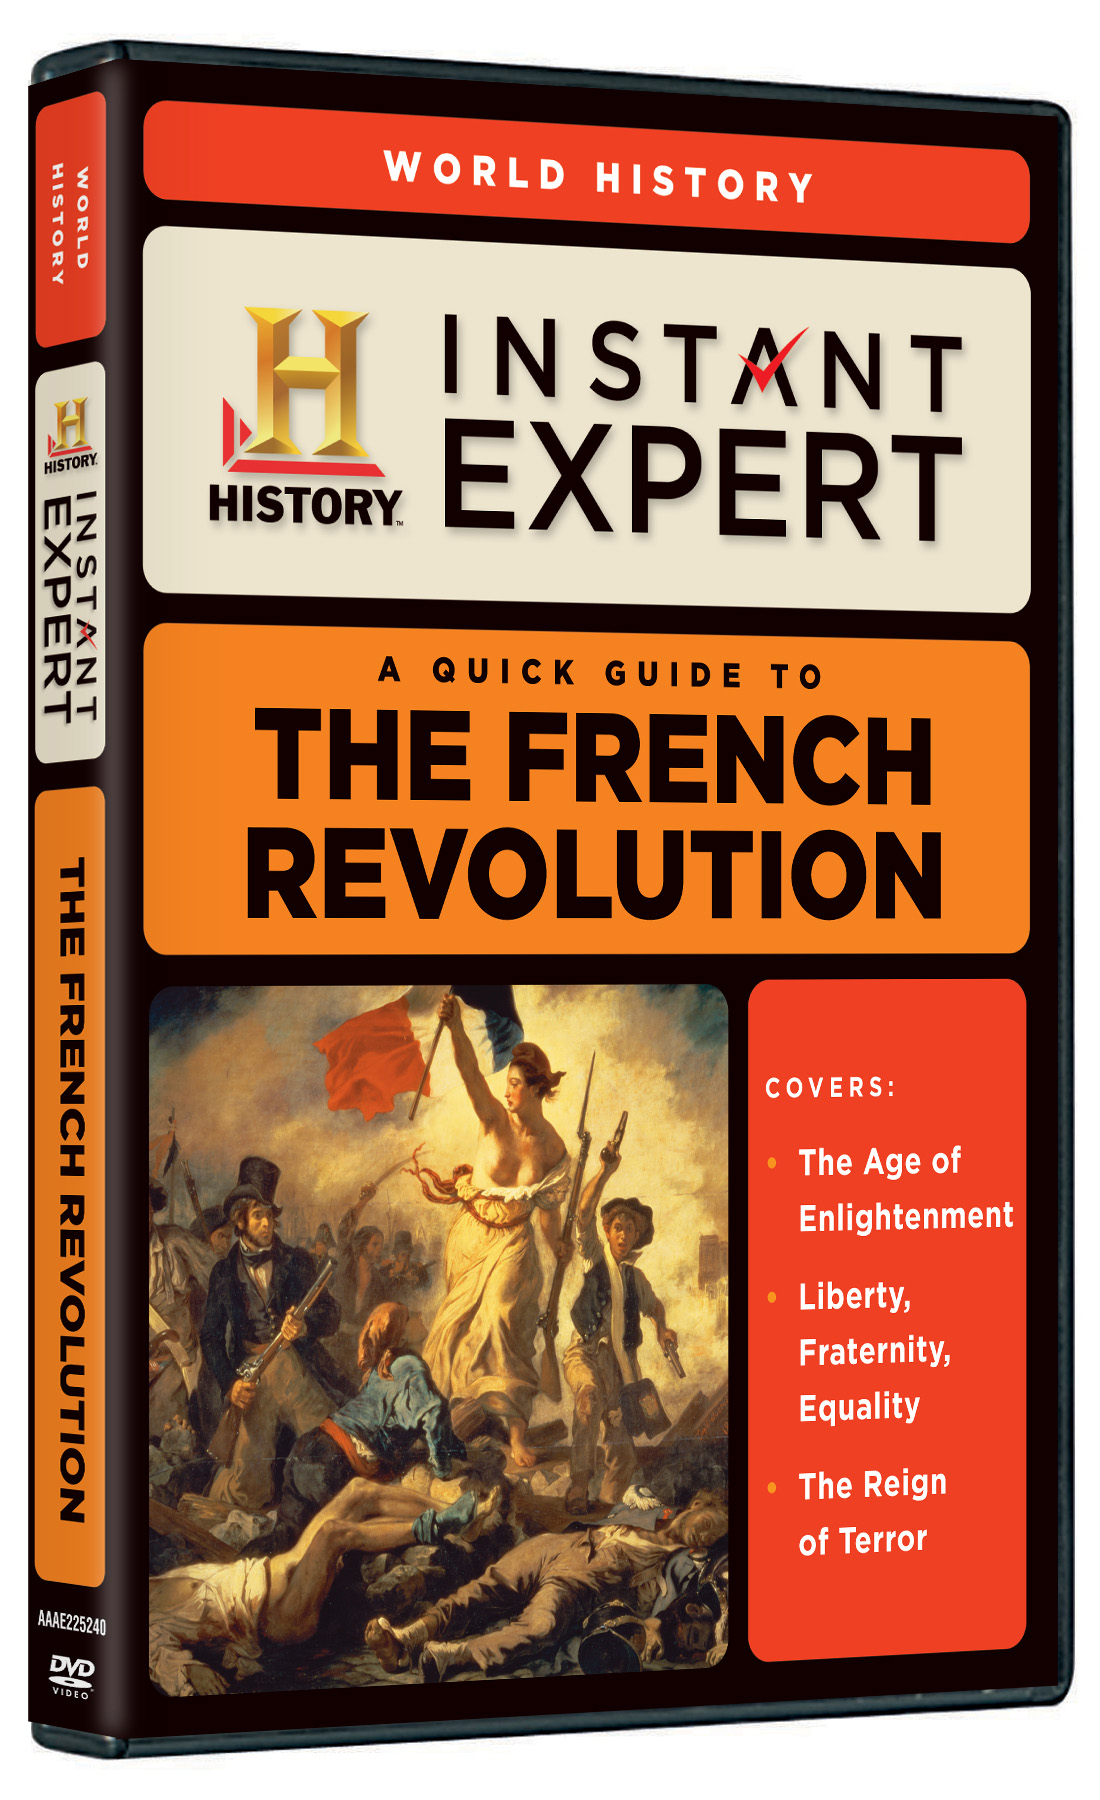 WORLD HISTORY
HISTORY™
INSTANT
EXPERT
A QUICK GUIDE TO
THE FRENCH
REVOLUTION
COVERS:
• The Age of
Enlightenment
• Liberty,
Fraternity,
Equality
• The Reign
of Terror
WORLD
HISTORY
HISTORY
INSTANT
EXPERT
THE FRENCH REVOLUTION
AAAE225240
DVD
VIDEO